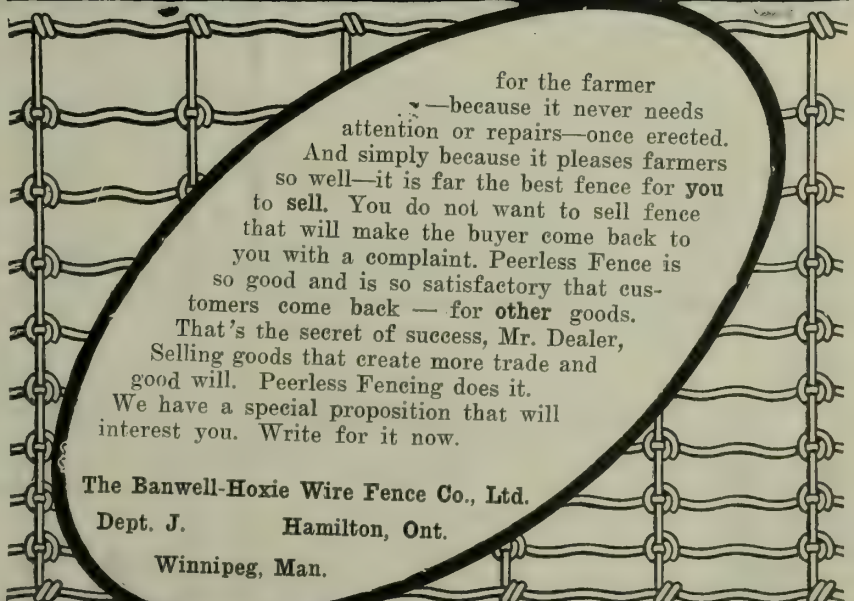 for the farmer
—because it never needs
attention or repairs—once erected.
And simply because it pleases farmers
so well—it is far the best fence for you
to sell. You do not want to sell fence
that will make the buyer come back to
you with a complaint. Peerless Fence is
so good and is so satisfactory that cus-
tomers come back — for other goods.
That's the secret of success, Mr. Dealer,
Selling goods that create more trade and
good will. Peerless Fencing does it.
We have a special proposition that will
interest you. Write for it now.
The Banwell-Hoxie Wire Fence Co., Ltd.
Dept. J. Hamilton, Ont.
Winnipeg, Man.